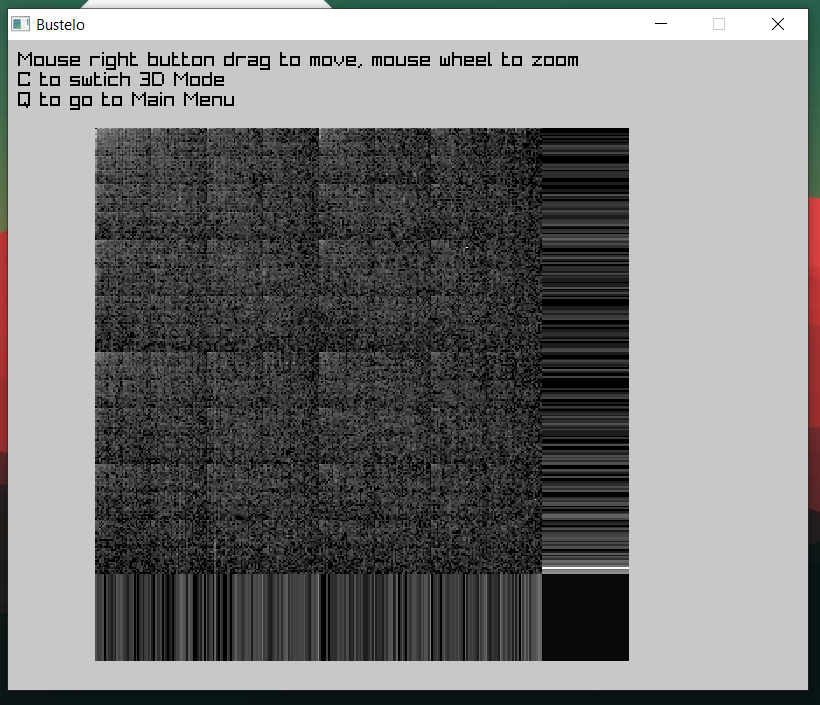 Bustelo
Mouse right button drag to move, mouse wheel to zoom
C to swtich 3D Mode
Q to go to Main Menu